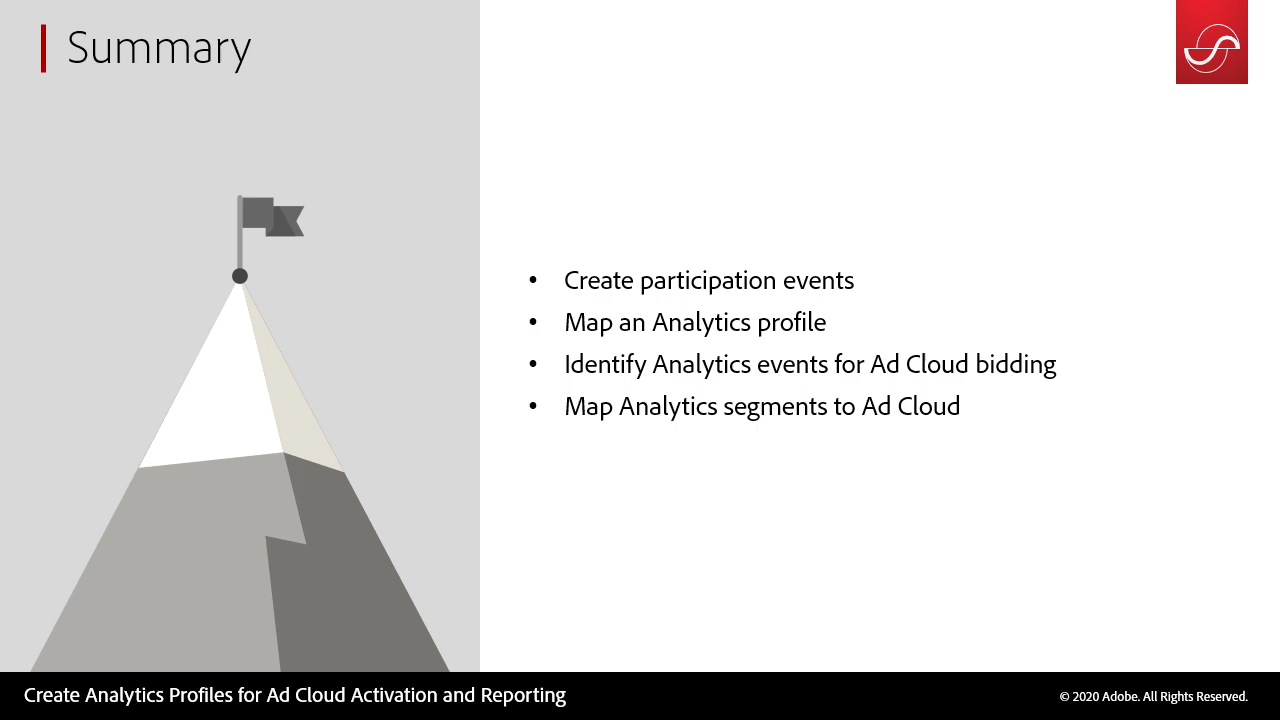 Summary
• Create participation events
• Map an Analytics profile
• Identify Analytics events for Ad Cloud bidding
• Map Analytics segments to Ad Cloud
Create Analytics Profiles for Ad Cloud Activation and Reporting
© 2020 Adobe. All Rights Reserved.